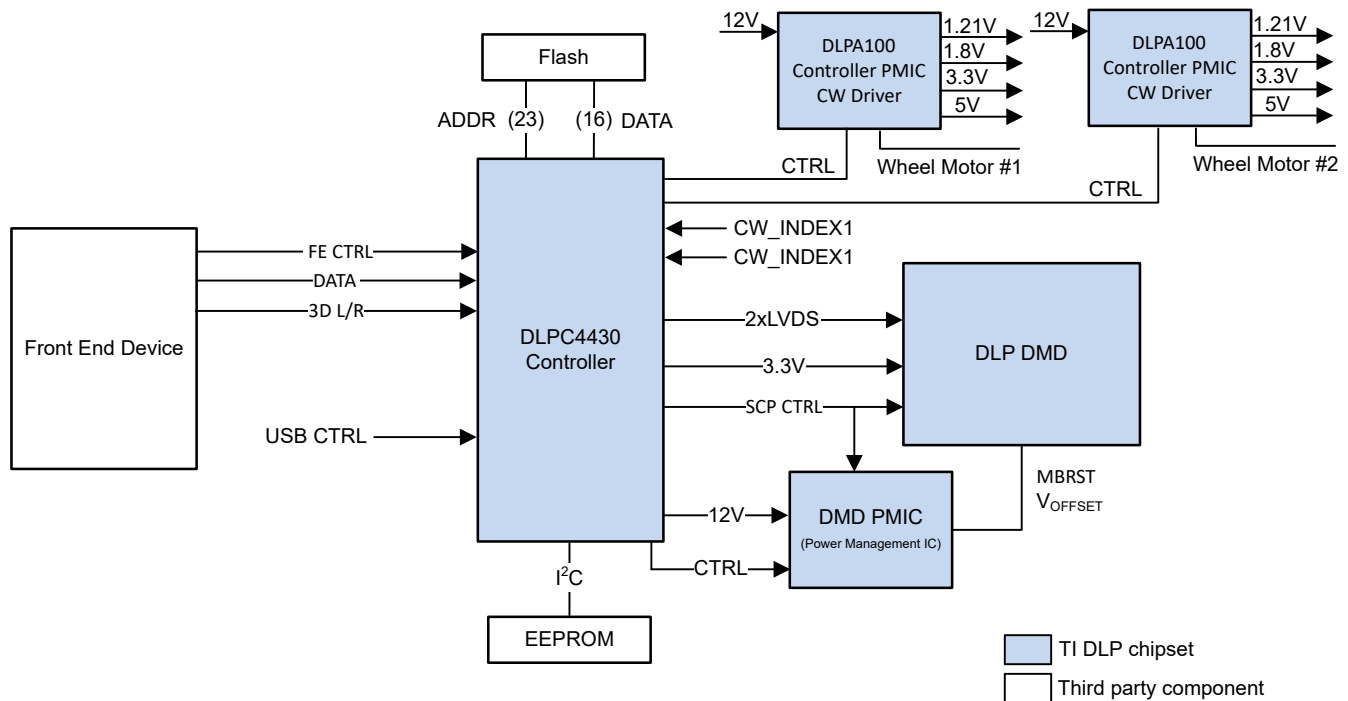 Flash
ADDR (23) (16) DATA
12V
DLPA100
Controller PMIC
CW Driver
1.21V
1.8V
3.3V
5V
CTRL
Wheel Motor #1
12V
DLPA100
Controller PMIC
CW Driver
1.21V
1.8V
3.3V
5V
CTRL
Wheel Motor #2
Front End Device
FE CTRL
DATA
3D L/R
USB CTRL
DLPC4430
Controller
CW_INDEX1
CW_INDEX1
2xLVDS
3.3V
SCP CTRL
DLP DMD
12V
CTRL
DMD PMIC
(Power Management IC)
MBRST
VOFFSET
I²C
EEPROM
TI DLP chipset
Third party component